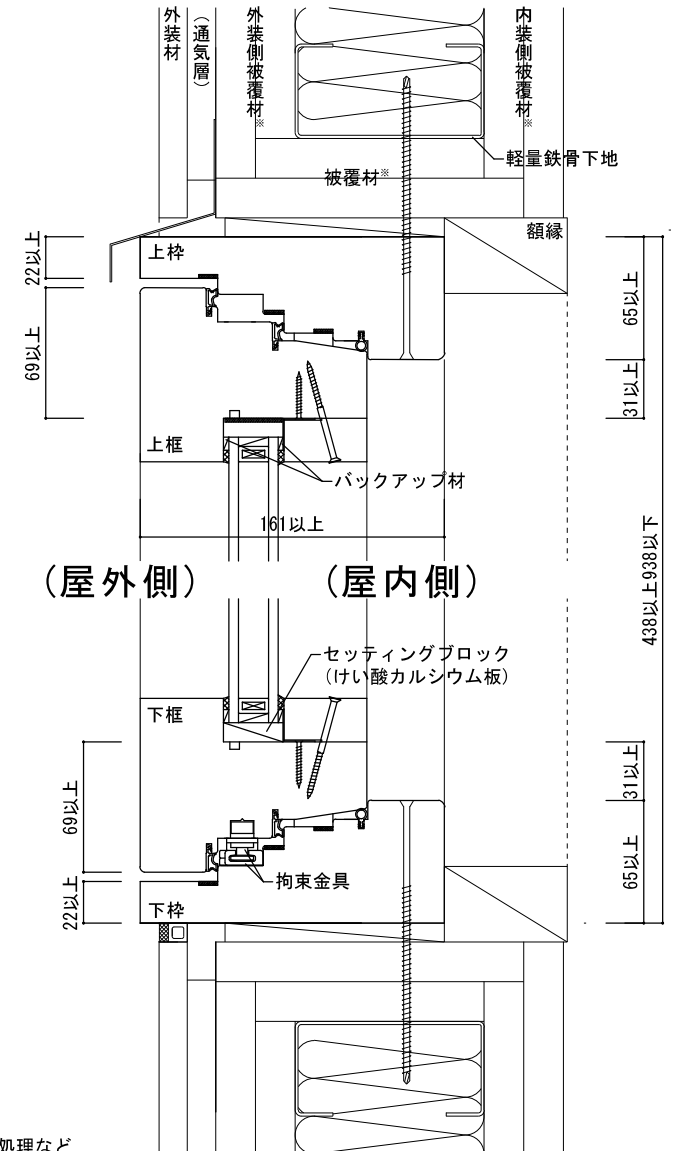 外装材
（通気層）
外装側被覆材※
内装側被覆材※
軽量鉄骨下地
被覆材※
額縁
上枠
22以上
69以上
65以上
31以上
上框
バックアップ材
161以上
438以上938以下
（屋外側）
（屋内側）
セッティングブロック
（けい酸カルシウム板）
下框
69以上
31以上
拘束金具
65以上
22以上
下枠
処理など